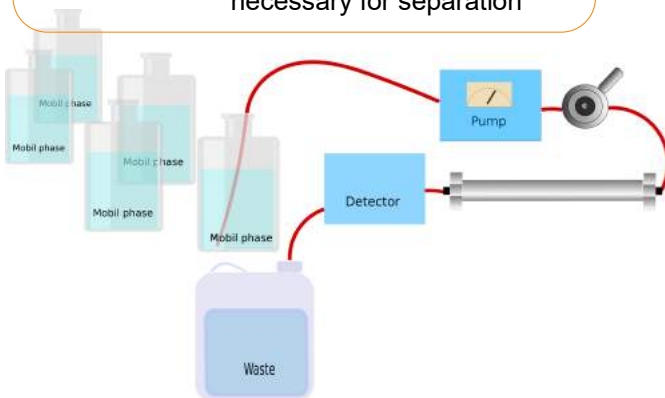 necessary for separation
Mobil phase
Mobil phase
Mobil phase
Mobil phase
Mobil phase
Pump
Detector
Waste